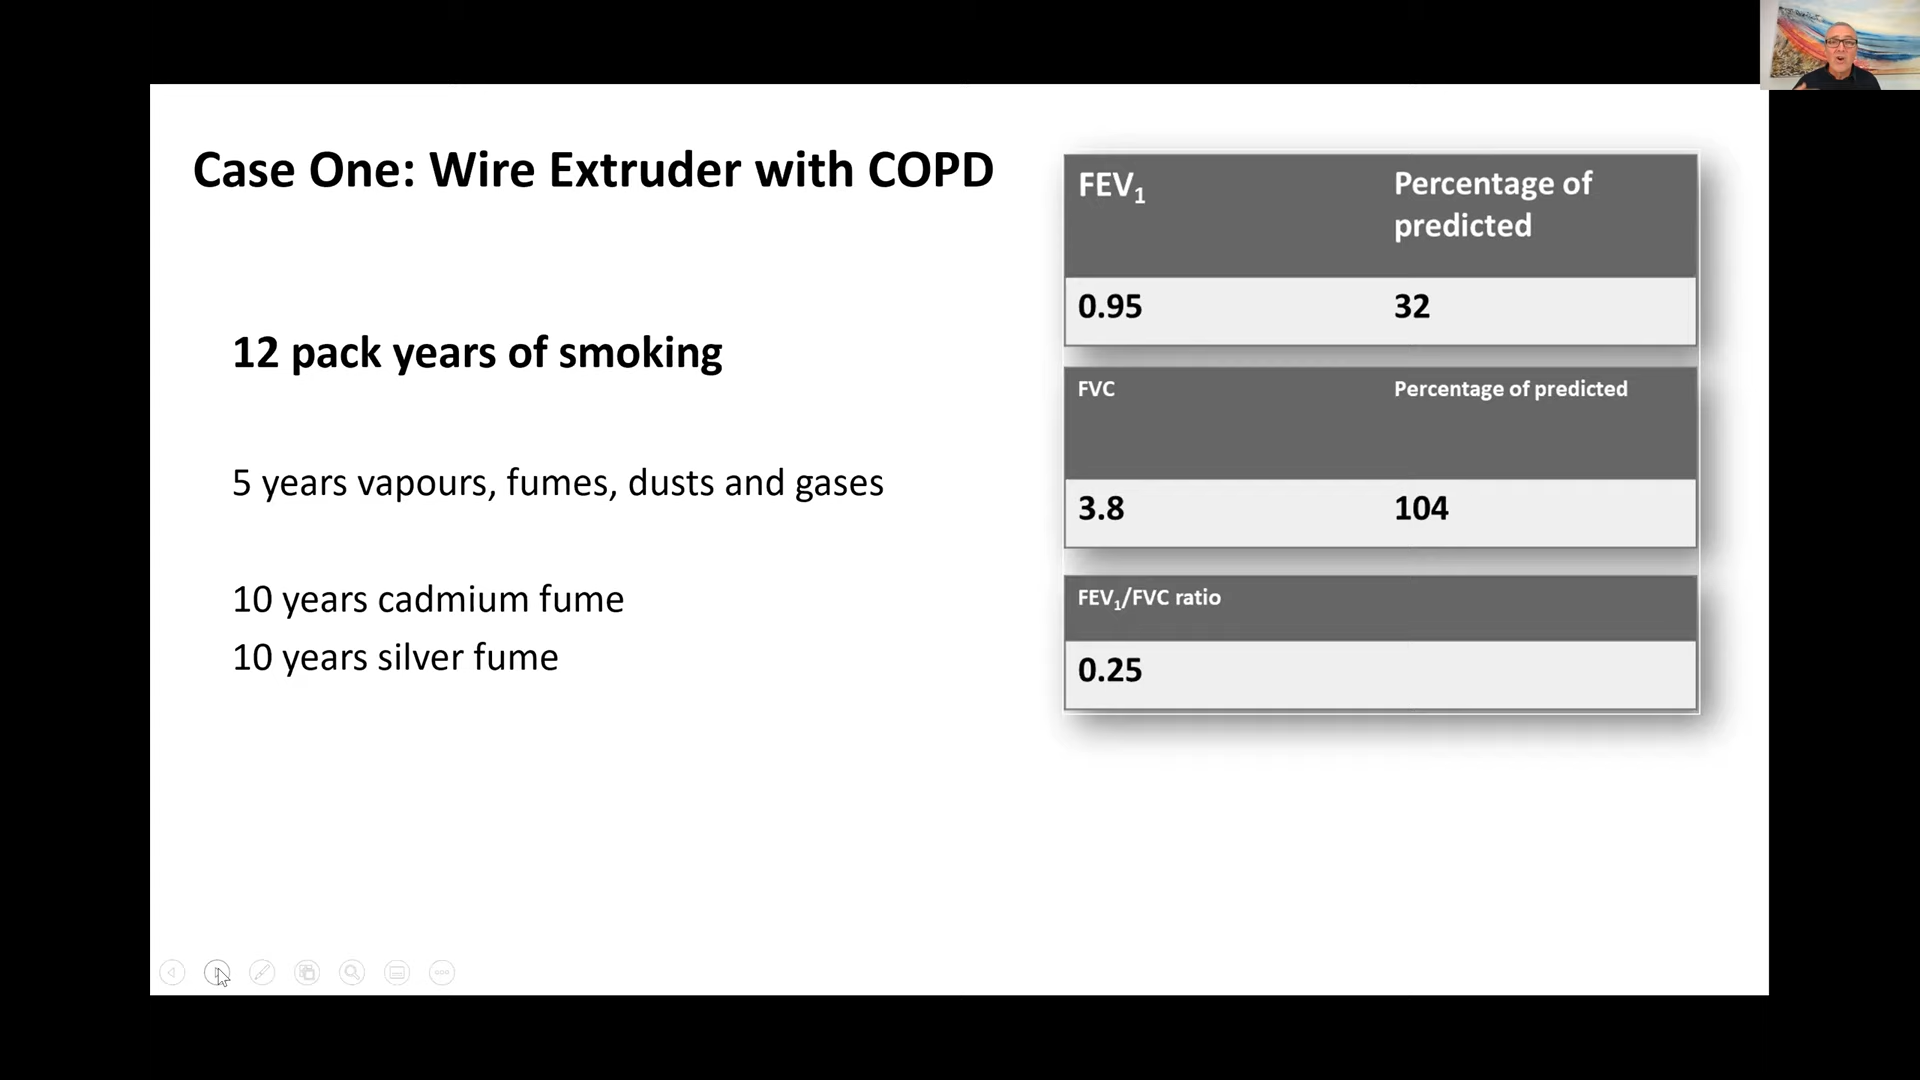 Case One: Wire Extruder with COPD
12 pack years of smoking
5 years vapours, fumes, dusts and gases
10 years cadmium fume
10 years silver fume
FEV₁ Percentage of
predicted
0.95 32
FVC Percentage of predicted
3.8 104
FEV₁/FVC ratio
0.25